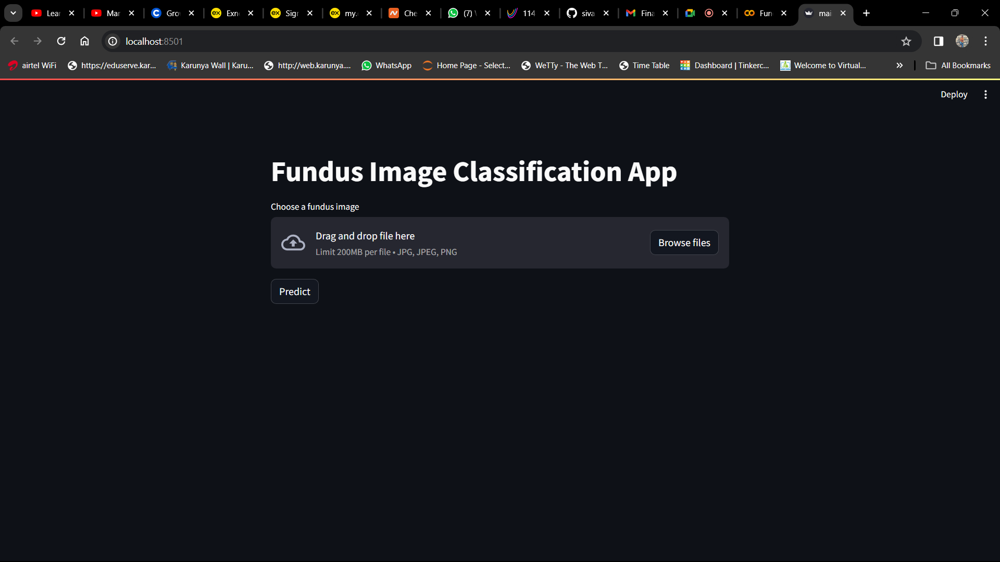 Lear
Mar
Gro
Exn
Sigr
my.
Che
(7)
114
siva
Fina
Fun
mai
localhost:8501
airtel WiFi
https://eduserve.kar...
Karunya Wall | Karu...
http://web.karunya....
WhatsApp
Home Page - Select...
WeTTy - The Web T...
Time Table
Dashboard | Tinkerc...
Welcome to Virtual...
All Bookmarks
Deploy
Fundus Image Classification App
Choose a fundus image
Drag and drop file here
Limit 200MB per file • JPG, JPEG, PNG
Browse files
Predict